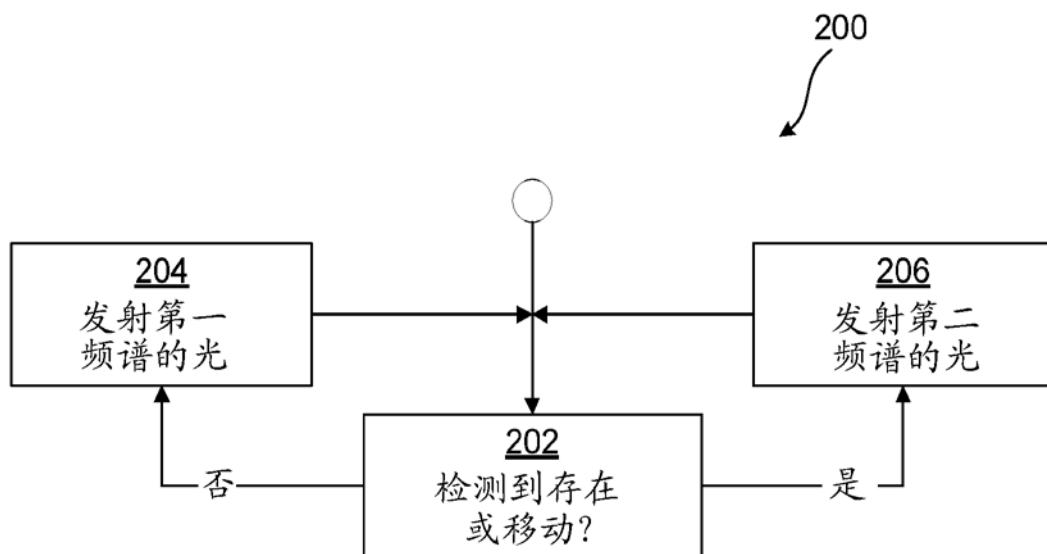 200
204
发射第一
频谱的光
206
发射第二
频谱的光
202
检测到存在
或移动?
否
是